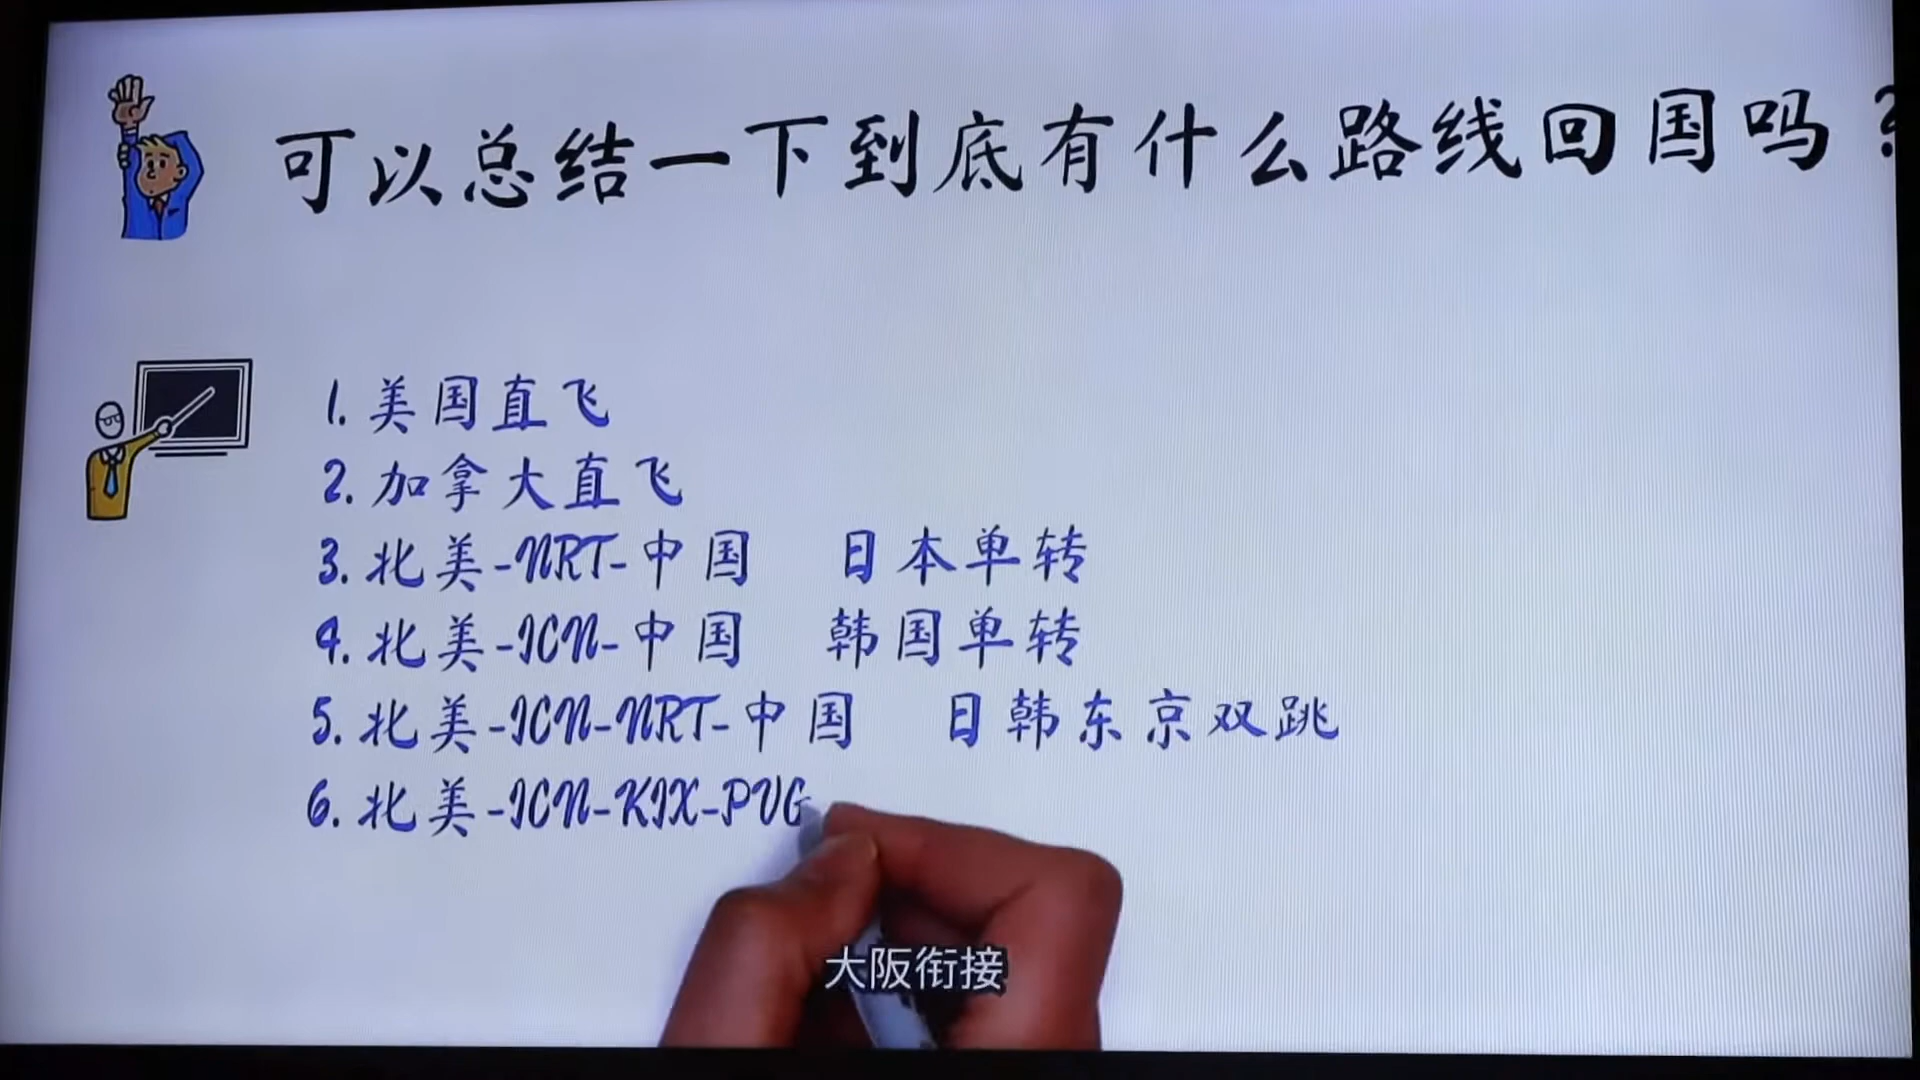 可以总结一下到底有什么路线回国吗？
1. 美国直飞
2. 加拿大直飞
3. 北美-NRT-中国 日本单转
4. 北美-ICN-中国 韩国单转
5. 北美-ICN-NRT-中国 日韩东京双跳
6. 北美-ICN-KIX-PVG
大阪衔接